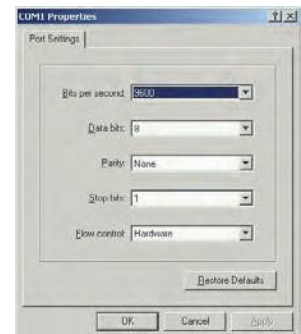 COM1 Properties
Port Settings
Bits per second: 9600
Data bits: 8
Parity: None
Stop bits: 1
Flow control: Hardware
Restore Defaults
OK Cancel Apply